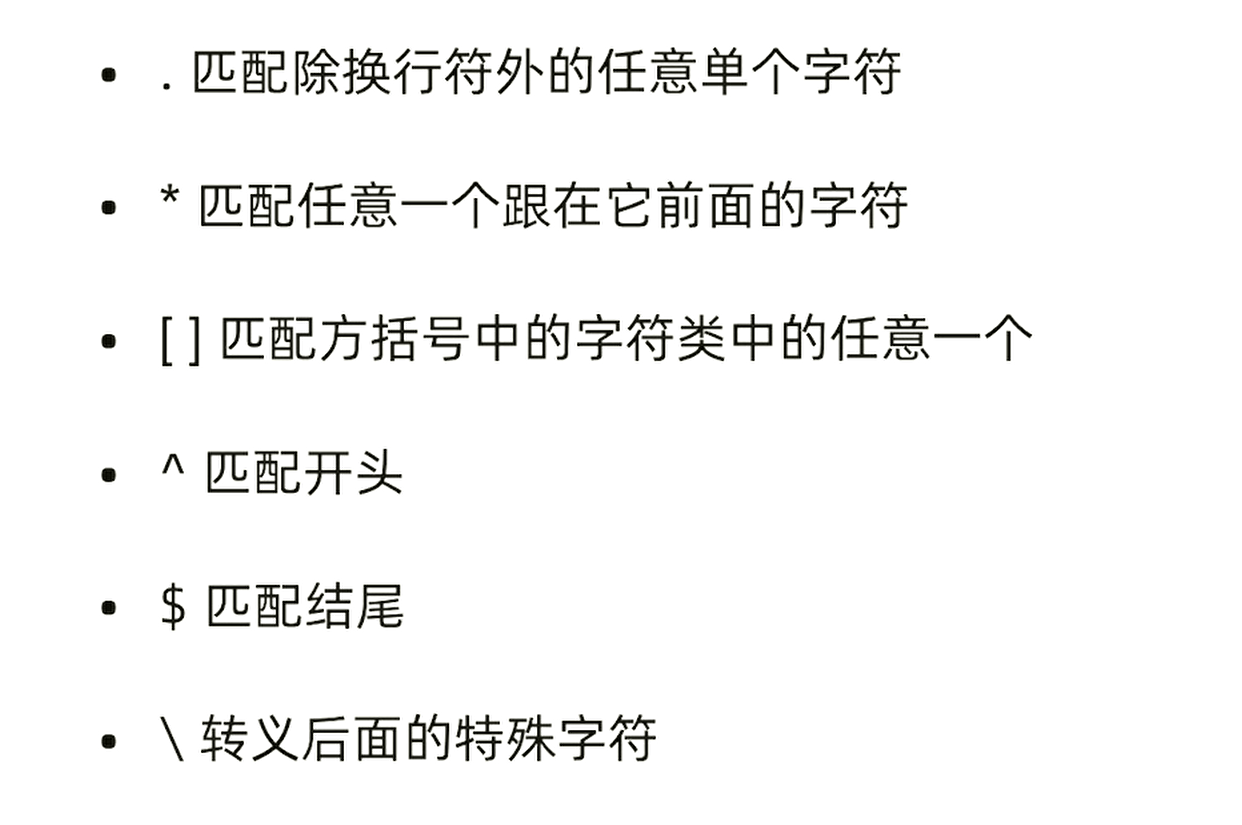 • . 匹配除换行符外的任意单个字符
• * 匹配任意一个跟在它前面的字符
• [ ] 匹配方括号中的字符类中的任意一个
• ^ 匹配开头
• $ 匹配结尾
• \ 转义后面的特殊字符